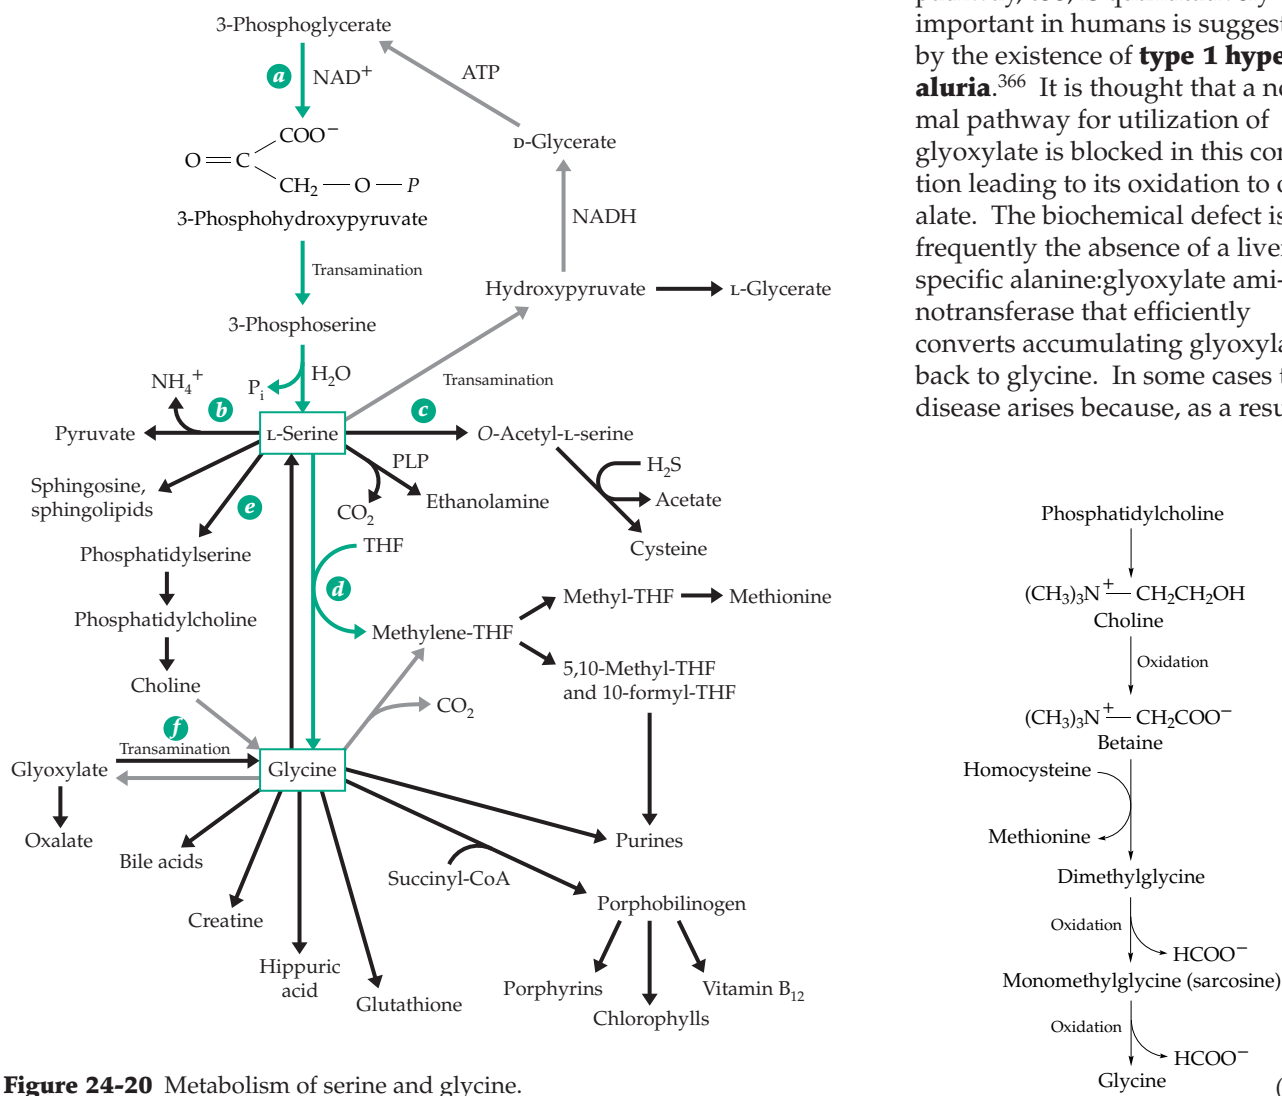 3-Phosphoglycerate
a NAD+
ATP
COO−
O=C
CH2—O—P
3-Phosphohydroxypyruvate
D-Glycerate
NADH
Transamination
Hydroxypyruvate
L-Glycerate
3-Phosphoserine
H2O
Pi
Transamination
NH4+
b
c
Pyruvate
L-Serine
O-Acetyl-L-serine
PLP
H2S
Sphingosine,
sphingolipids
e
CO2
Ethanolamine
Acetate
Cysteine
Phosphatidylserine
THF
d
Methyl-THF
Methionine
Phosphatidylcholine
Methylene-THF
5,10-Methyl-THF
and 10-formyl-THF
Choline
CO2
f
Transamination
Glyoxylate
Glycine
Oxalate
Bile acids
Purines
Succinyl-CoA
Creatine
Porphobilinogen
Hippuric
acid
Glutathione
Porphyrins
Vitamin B12
Chlorophylls
Figure 24-20 Metabolism of serine and glycine.
important in humans is suggest
by the existence of type 1 hype
aluria.366 It is thought that a no
mal pathway for utilization of
glyoxylate is blocked in this con
tion leading to its oxidation to o
alate. The biochemical defect is
frequently the absence of a liver
specific alanine:glyoxylate ami-
notransferase that efficiently
converts accumulating glyoxyla
back to glycine. In some cases t
disease arises because, as a resu
Phosphatidylcholine
(CH3)3N+—CH2CH2OH
Choline
Oxidation
(CH3)3N+—CH2COO−
Betaine
Homocysteine
Methionine
Dimethylglycine
Oxidation
HCOO−
Monomethylglycine (sarcosine)
Oxidation
HCOO−
Glycine
(